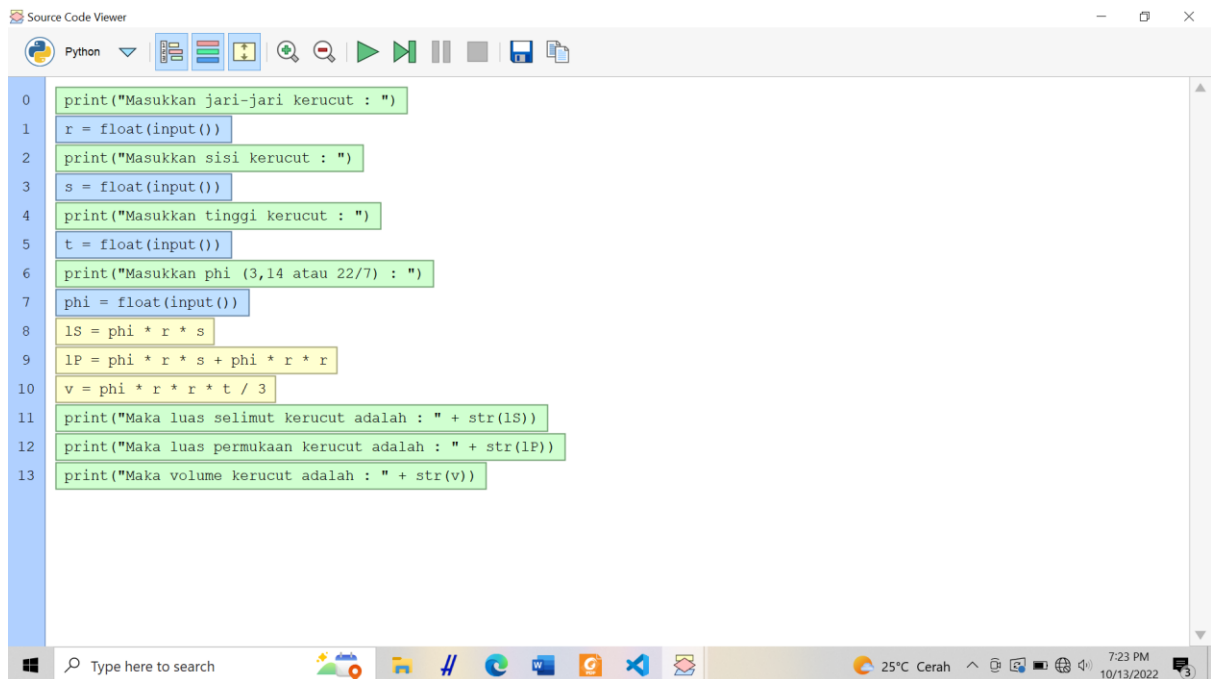 Source Code Viewer
Python
0 print("Masukkan jari-jari kerucut : ")
1 r = float(input())
2 print("Masukkan sisi kerucut : ")
3 s = float(input())
4 print("Masukkan tinggi kerucut : ")
5 t = float(input())
6 print("Masukkan phi (3,14 atau 22/7) : ")
7 phi = float(input())
8 lS = phi * r * s
9 lP = phi * r * s + phi * r * r
10 v = phi * r * r * t / 3
11 print("Maka luas selimut kerucut adalah : " + str(lS))
12 print("Maka luas permukaan kerucut adalah : " + str(lP))
13 print("Maka volume kerucut adalah : " + str(v))
Type here to search
25°C Cerah
7:23 PM
10/13/2022
3